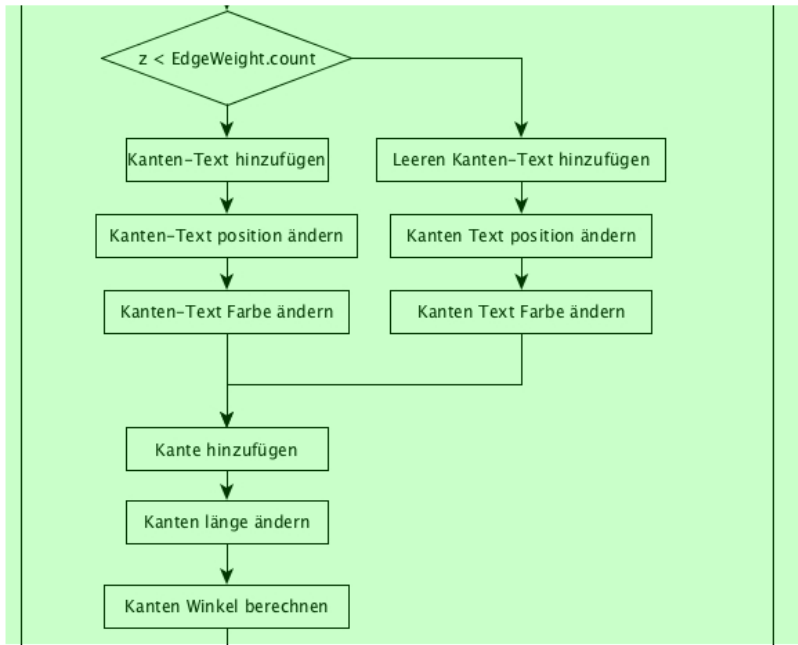 z < EdgeWeight.count
Kanten-Text hinzufügen
Leeren Kanten-Text hinzufügen
Kanten-Text position ändern
Kanten Text position ändern
Kanten-Text Farbe ändern
Kanten Text Farbe ändern
Kante hinzufügen
Kanten länge ändern
Kanten Winkel berechnen